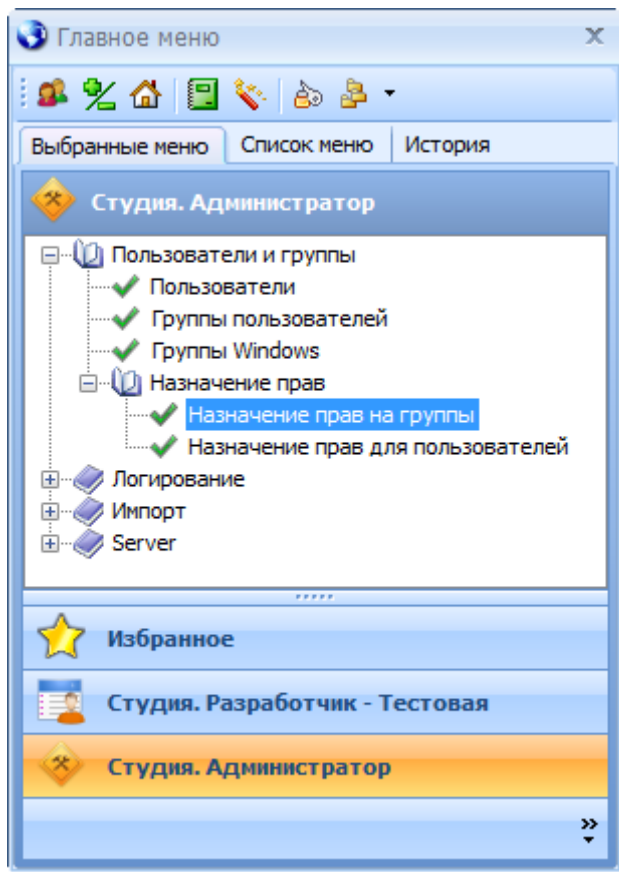 Главное меню
Выбранные меню Список меню История
Студия. Администратор
Пользователи и группы
Пользователи
Группы пользователей
Группы Windows
Назначение прав
Назначение прав на группы
Назначение прав для пользователей
Логирование
Импорт
Server
Избранное
Студия. Разработчик - Тестовая
Студия. Администратор